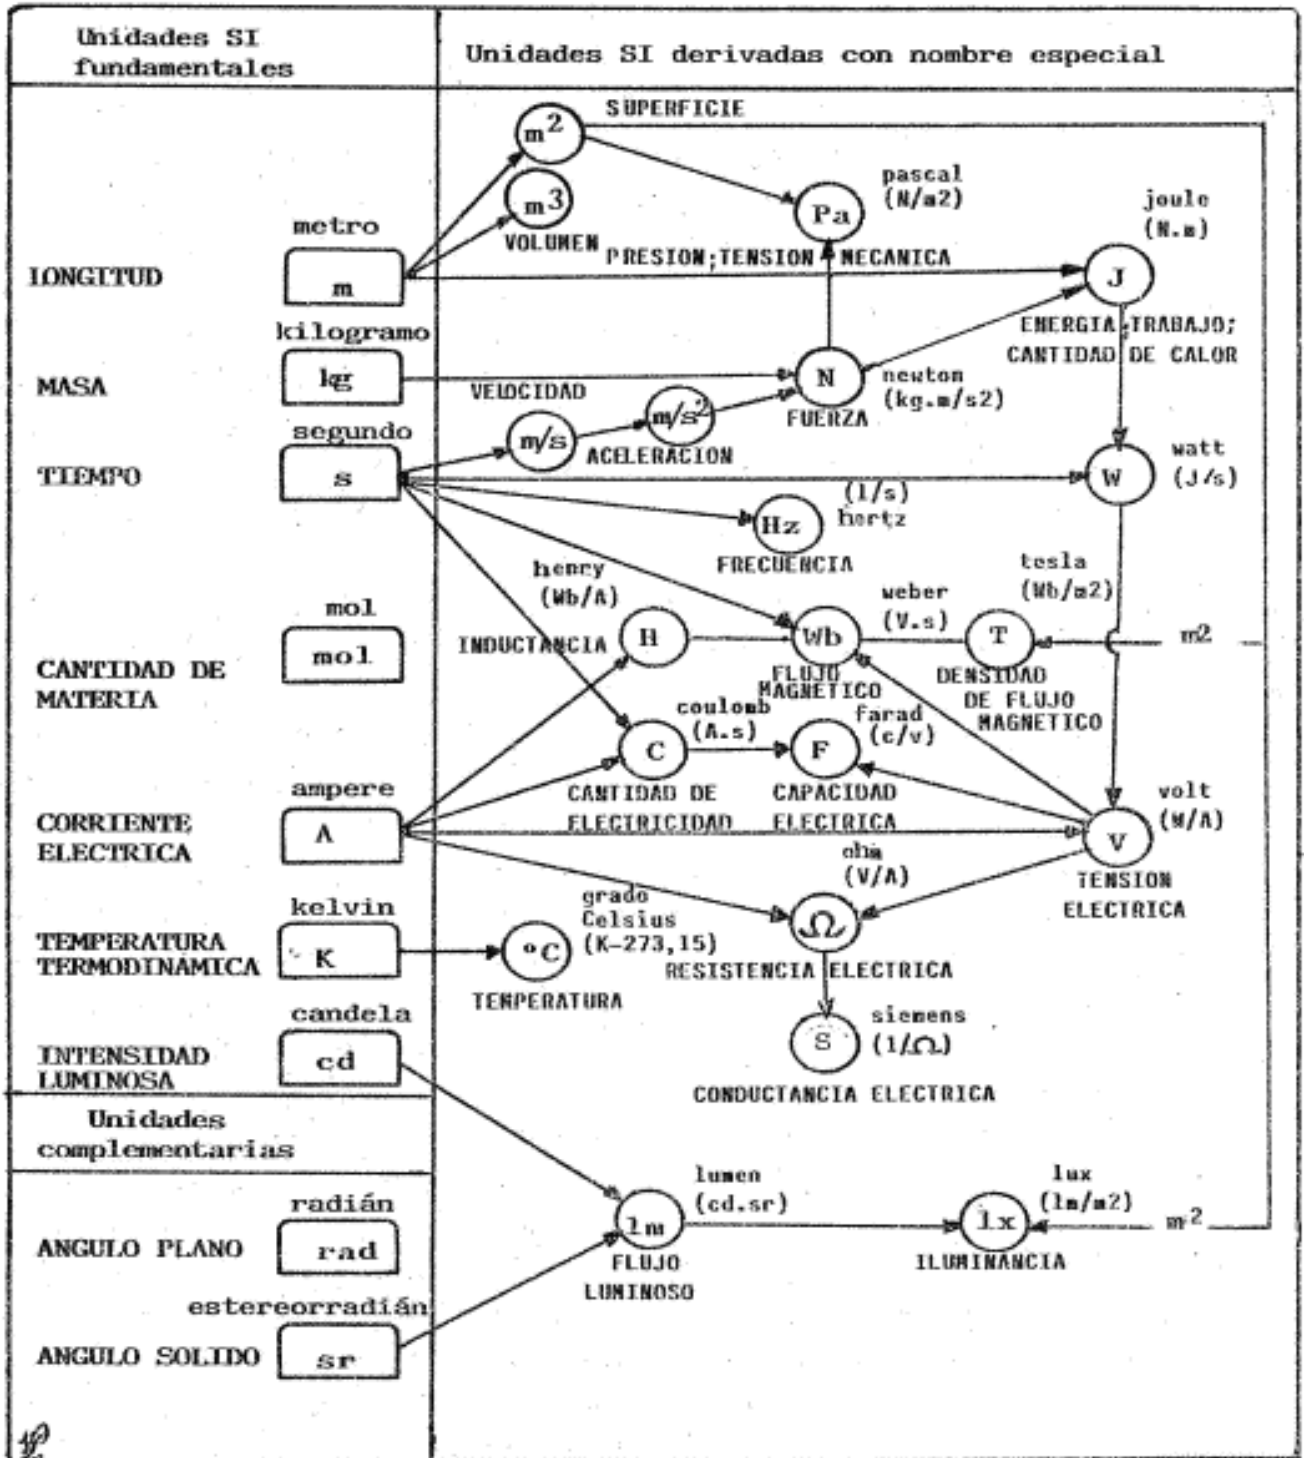 Unidades SI
fundamentales
Unidades SI derivadas con nombre especial
SUPERFICIE
m²
m³
VOLUMEN
pascal
(N/m2)
Pa
PRESION;TENSION MECANICA
joule
(N.m)
J
ENERGIA;TRABAJO;
CANTIDAD DE CALOR
metro
LONGITUD
m
kilogramo
MASA
kg
VELOCIDAD
N
newton
(kg.m/s2)
FUERZA
m/s
m/s²
ACELERACION
segundo
TIEMPO
s
watt
(J/s)
W
(1/s)
hertz
Hz
FRECUENCIA
henry
(Wb/A)
H
INDUCTANCIA
weber
(V.s)
Wb
FLUJO
MAGNETICO
tesla
(Wb/m2)
T
m2
DENSIDAD
DE FLUJO
MAGNETICO
mol
mol
CANTIDAD DE
MATERIA
coulomb
(A.s)
C
CANTIDAD DE
ELECTRICIDAD
farad
(c/v)
F
CAPACIDAD
ELECTRICA
ampere
CORRIENTE
ELECTRICA
A
volt
(W/A)
V
TENSION
ELECTRICA
ohm
(V/A)
Ω
RESISTENCIA ELECTRICA
kelvin
TEMPERATURA
TERMODINAMICA
K
grado
Celsius
(K-273,15)
°C
TEMPERATURA
siemens
(1/Ω)
S
CONDUCTANCIA ELECTRICA
candela
INTENSIDAD
LUMINOSA
cd
Unidades
complementarias
radián
ANGULO PLANO
rad
lumen
(cd.sr)
lm
FLUJO
LUMINOSO
lux
(lm/m2)
lx
m2
ILUMINANCIA
estereorradián
ANGULO SOLIDO
sr